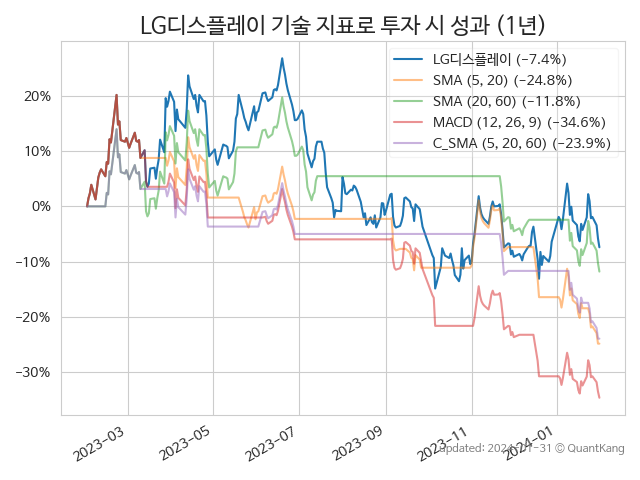 LG디스플레이 기술 지표로 투자 시 성과 (1년)
LG디스플레이 (−7.4%)
SMA (5, 20) (−24.8%)
SMA (20, 60) (−11.8%)
MACD (12, 26, 9) (−34.6%)
C_SMA (5, 20, 60) (−23.9%)
20%
10%
0%
−10%
−20%
−30%
2023−03
2023−05
2023−07
2023−09
2023−11
2024−01
updated: 2024−01−31 © QuantKang